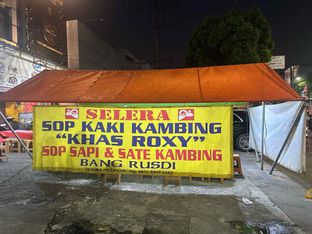 SELERA
SOP KAKI KAMBING
"KHAS ROXY"
SOP SAPI & SATE KAMBING
BANG RUSDI